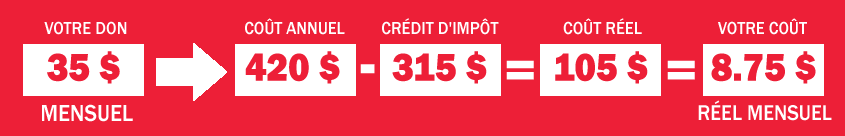 VOTRE DON COÛT ANNUEL CRÉDIT D'IMPÔT COÛT RÉEL VOTRE COÛT
35 $ 420 $ - 315 $ = 105 $ = 8.75 $
MENSUEL RÉEL MENSUEL